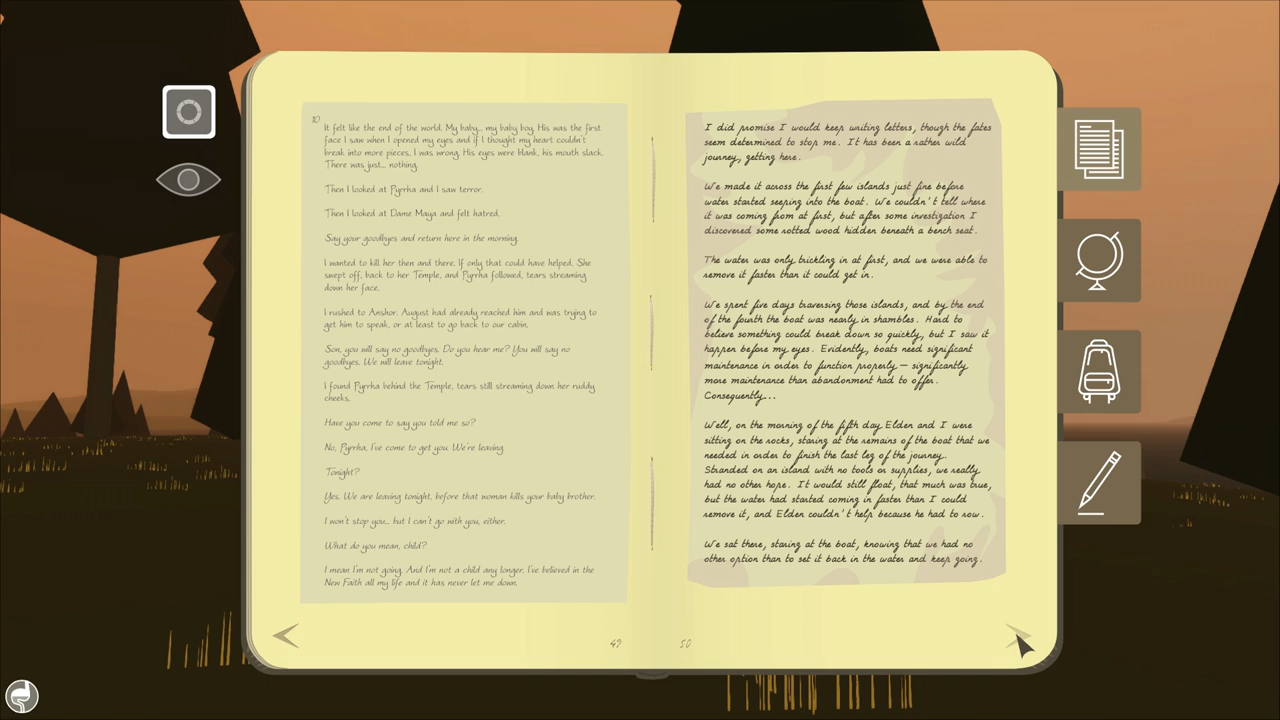 10
It felt like the end of the world. My baby... my baby boy. His was the first
face I saw when I opened my eyes and if I thought my heart couldn't
break into more pieces, I was wrong. His eyes were blank, his mouth slack.
There was just... nothing.
Then I looked at Pyrrha and I saw terror.
Then I looked at Dame Maya and felt hatred.
Say your goodbyes and return here in the morning.
I wanted to kill her then and there. If only that could have helped. She
swept off, back to her Temple, and Pyrrha followed, tears streaming
down her face.
I rushed to Anshor. August had already reached him and was trying to
get him to speak, or at least to go back to our cabin.
Son, you will say no goodbyes. Do you hear me? You will say no
goodbyes. We will leave tonight.
I found Pyrrha behind the Temple, tears still streaming down her ruddy
cheeks.
Have you come to say you told me so?
No, Pyrrha, I've come to get you. We're leaving.
Tonight?
Yes. We are leaving tonight, before that woman kills your baby brother.
I won't stop you... but I can't go with you, either.
What do you mean, child?
I mean I'm not going. And I'm not a child any longer. I've believed in the
New Faith all my life and it has never let me down.
49
I did promise I would keep writing letters, though the fates
seem determined to stop me. It has been a rather wild
journey, getting here.
We made it across the first few islands just fine before
water started seeping into the boat. We couldn't tell where
it was coming from at first, but after some investigation I
discovered some rotted wood hidden beneath a bench seat.
The water was only trickling in at first, and we were able to
remove it faster than it could get in.
We spent five days traversing those islands, and by the end
of the fourth the boat was nearly in shambles. Hard to
believe something could break down so quickly, but I saw it
happen before my eyes. Evidently, boats need significant
maintenance in order to function properly — significantly
more maintenance than abandonment had to offer.
Consequently...
Well, on the morning of the fifth day Elden and I were
sitting on the rocks, staring at the remains of the boat that we
needed in order to finish the last leg of the journey.
Stranded on an island with no tools or supplies, we really
had no other hope. It would still float, that much was true,
but the water had started coming in faster than I could
remove it, and Elden couldn't help because he had to row.
We sat there, staring at the boat, knowing that we had no
other option than to set it back in the water and keep going.
50